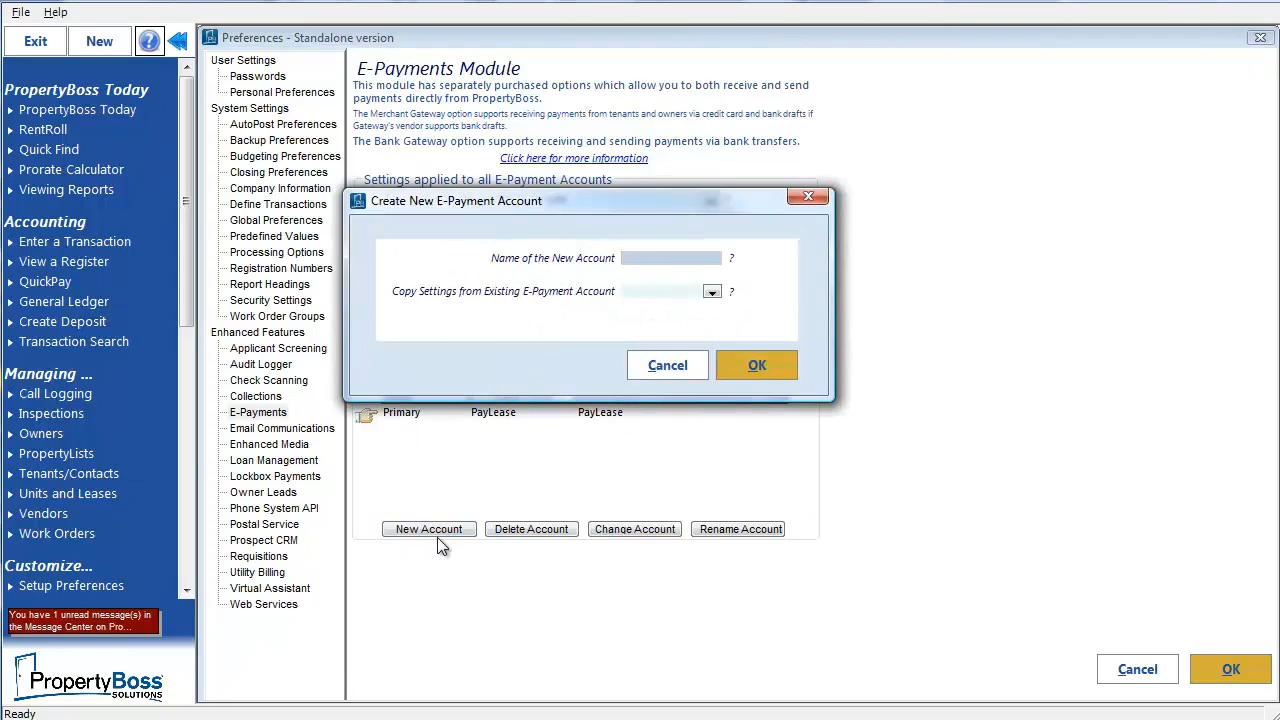 File Help
Exit New
PropertyBoss Today
PropertyBoss Today
RentRoll
Quick Find
Prorate Calculator
Viewing Reports
Accounting
Enter a Transaction
View a Register
QuickPay
General Ledger
Create Deposit
Transaction Search
Managing ...
Call Logging
Inspections
Owners
PropertyLists
Tenants/Contacts
Units and Leases
Vendors
Work Orders
Customize...
Setup Preferences
You have 1 unread message(s) in
the Message Center on Pro...
PropertyBoss
SOLUTIONS
Ready
Preferences - Standalone version
User Settings
Passwords
Personal Preferences
System Settings
AutoPost Preferences
Backup Preferences
Budgeting Preferences
Closing Preferences
Company Information
Define Transactions
Global Preferences
Predefined Values
Processing Options
Registration Numbers
Report Headings
Security Settings
Work Order Groups
Enhanced Features
Applicant Screening
Audit Logger
Check Scanning
Collections
E-Payments
Email Communications
Enhanced Media
Loan Management
Lockbox Payments
Owner Leads
Phone System API
Postal Service
Prospect CRM
Requisitions
Utility Billing
Virtual Assistant
Web Services
E-Payments Module
This module has separately purchased options which allow you to both receive and send
payments directly from PropertyBoss.
The Merchant Gateway option supports receiving payments from tenants and owners via credit card and bank drafts if
Gateway's vendor supports bank drafts.
The Bank Gateway option supports receiving and sending payments via bank transfers.
Click here for more information
Settings applied to all E-Payment Accounts
Create New E-Payment Account
Name of the New Account ?
Copy Settings from Existing E-Payment Account ?
Cancel OK
Primary PayLease PayLease
New Account Delete Account Change Account Rename Account
Cancel OK